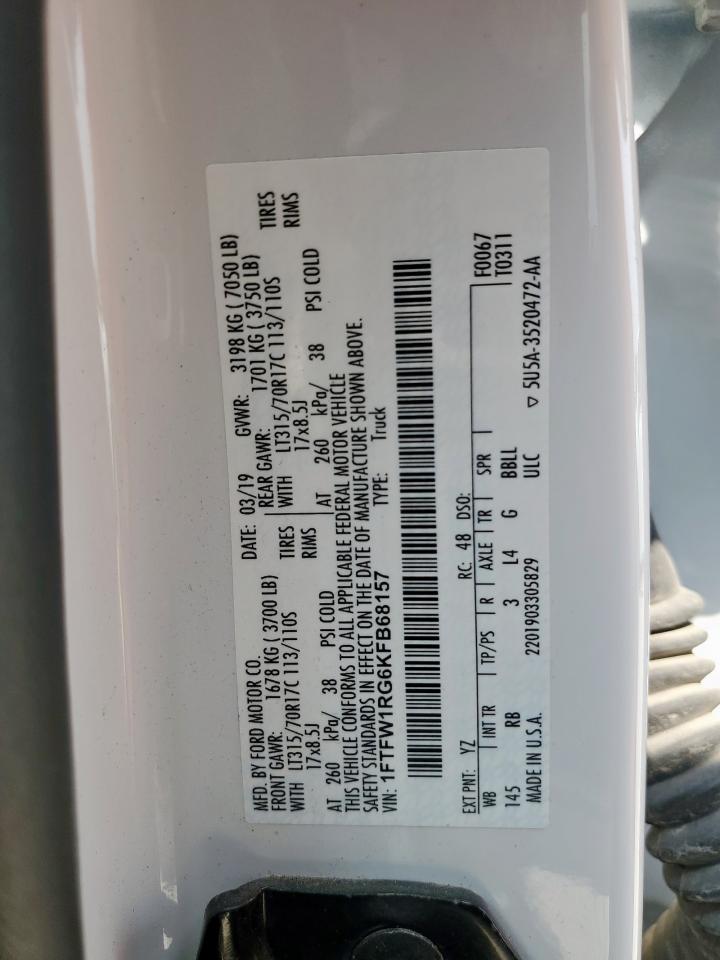 MFD. BY FORD MOTOR CO. DATE: 03/19 GVWR: 3198 KG ( 7050 LB)
FRONT GAWR: 1678 KG ( 3700 LB) REAR GAWR: 1701 KG ( 3750 LB)
WITH LT315/70R17C 113/110S TIRES WITH LT315/70R17C 113/110S TIRES
17x8.5J RIMS 17x8.5J RIMS
AT 260 kPa/ 38 PSI COLD AT 260 kPa/ 38 PSI COLD
THIS VEHICLE CONFORMS TO ALL APPLICABLE FEDERAL MOTOR VEHICLE
SAFETY STANDARDS IN EFFECT ON THE DATE OF MANUFACTURE SHOWN ABOVE.
VIN: 1FTFW1RG6KFB68157 TYPE: Truck
EXT PNT: YZ RC: 48 DSO:
WB INT TR TP/PS R AXLE TR SPR F0067
145 RB 3 L4 G BBLL T0311
MADE IN U.S.A. 2201903305829 ULC ▽ 5U5A-3520472-AA